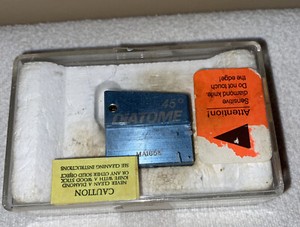 45°
DIATOME
MA1658
Attention!
Sensitive
diamond knife
Do not touch
the edge!
CAUTION
NEVER CLEAN A DIAMOND
KNIFE WITH A WOOD STICK
OR ANY OTHER SOLID OBJECT
SEE CLEANING INSTRUCTIONS